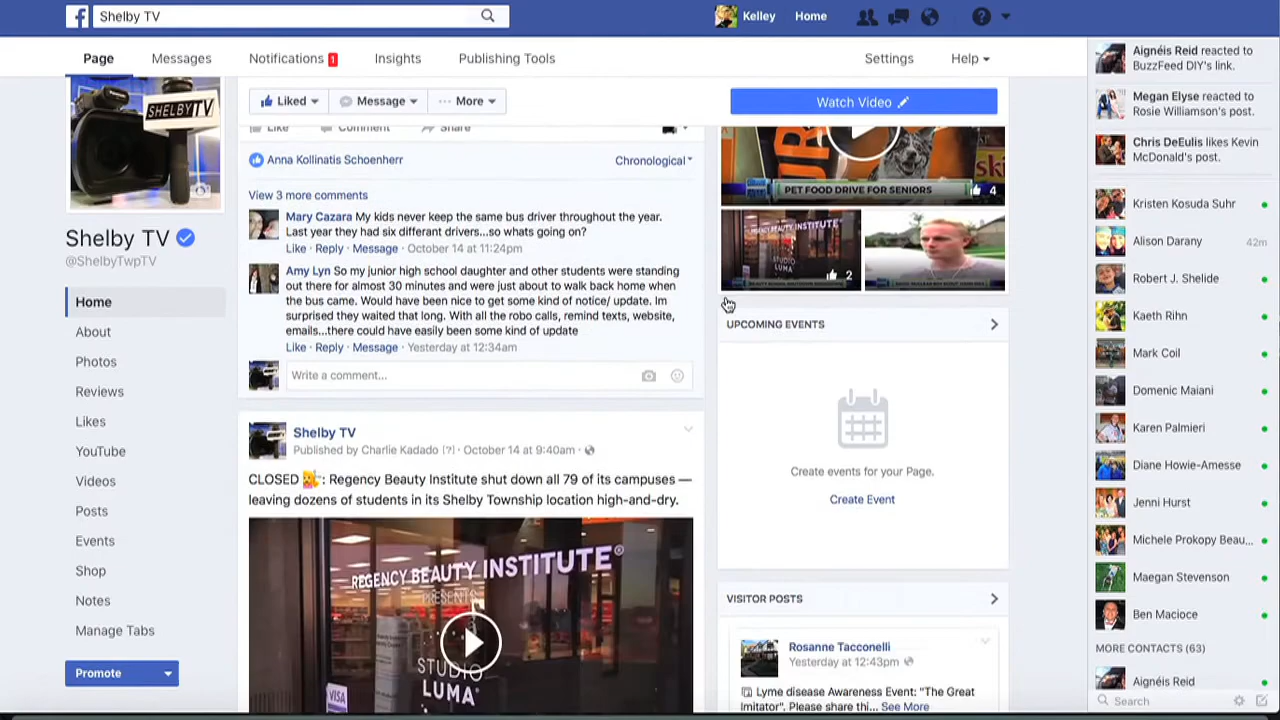 Shelby TV
Kelley
Home
Page
Messages
Notifications 1
Insights
Publishing Tools
Settings
Help
SHELBY TV
Shelby TV
@ShelbyTwpTV
Home
About
Photos
Reviews
Likes
YouTube
Videos
Posts
Events
Shop
Notes
Manage Tabs
Promote
Liked
Message
More
Watch Video
Like Comment Share
Anna Kollinatis Schoenherr
Chronological
View 3 more comments
Mary Cazara My kids never keep the same bus driver throughout the year.
Last year they had six differant drivers...so whats going on?
Like · Reply · Message · October 14 at 11:24pm
Amy Lyn So my junior high school daughter and other students were standing
out there for almost 30 minutes and were just about to walk back home when
the bus came. Would have been nice to get some kind of notice/ update. Im
surprised they waited that long. With all the robo calls, remind texts, website,
emails...there could have easily been some kind of update
Like · Reply · Message · Yesterday at 12:34am
Write a comment...
Shelby TV
Published by Charlie Kadado [?] · October 14 at 9:40am ·
CLOSED : Regency Beauty Institute shut down all 79 of its campuses —
leaving dozens of students in its Shelby Township location high-and-dry.
REGENCY BEAUTY INSTITUTE®
PRESENTS
STUDIO
LUMA
VISA
PET FOOD DRIVE FOR SENIORS
4
REGENCY BEAUTY INSTITUTE
STUDIO
LUMA
2
UPCOMING EVENTS
Create events for your Page.
Create Event
VISITOR POSTS
Rosanne Tacconelli
Yesterday at 12:43pm
Lyme disease Awareness Event: "The Great
Imitator". Please share thi... See More
Aignéis Reid reacted to
BuzzFeed DIY's link.
Megan Elyse reacted to
Rosie Williamson's post.
Chris DeEulis likes Kevin
McDonald's post.
Kristen Kosuda Suhr
Alison Darany 42m
Robert J. Shelide
Kaeth Rihn
Mark Coil
Domenic Maiani
Karen Palmieri
Diane Howie-Amesse
Jenni Hurst
Michele Prokopy Beau...
Maegan Stevenson
Ben Macioce
MORE CONTACTS (63)
Aignéis Reid
Search